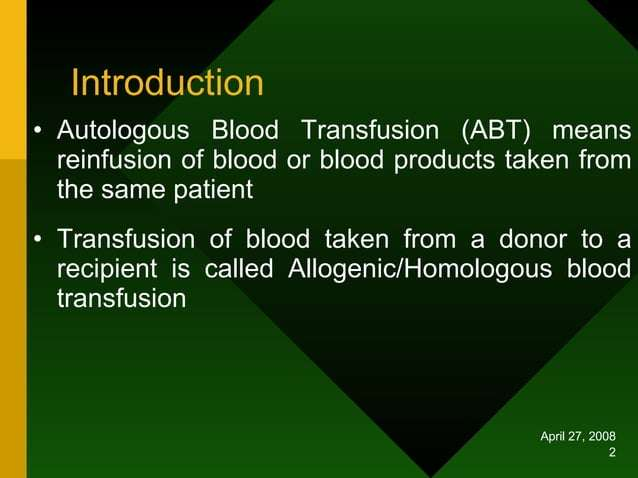 Introduction
• Autologous Blood Transfusion (ABT) means
reinfusion of blood or blood products taken from
the same patient
• Transfusion of blood taken from a donor to a
recipient is called Allogenic/Homologous blood
transfusion
April 27, 2008
2